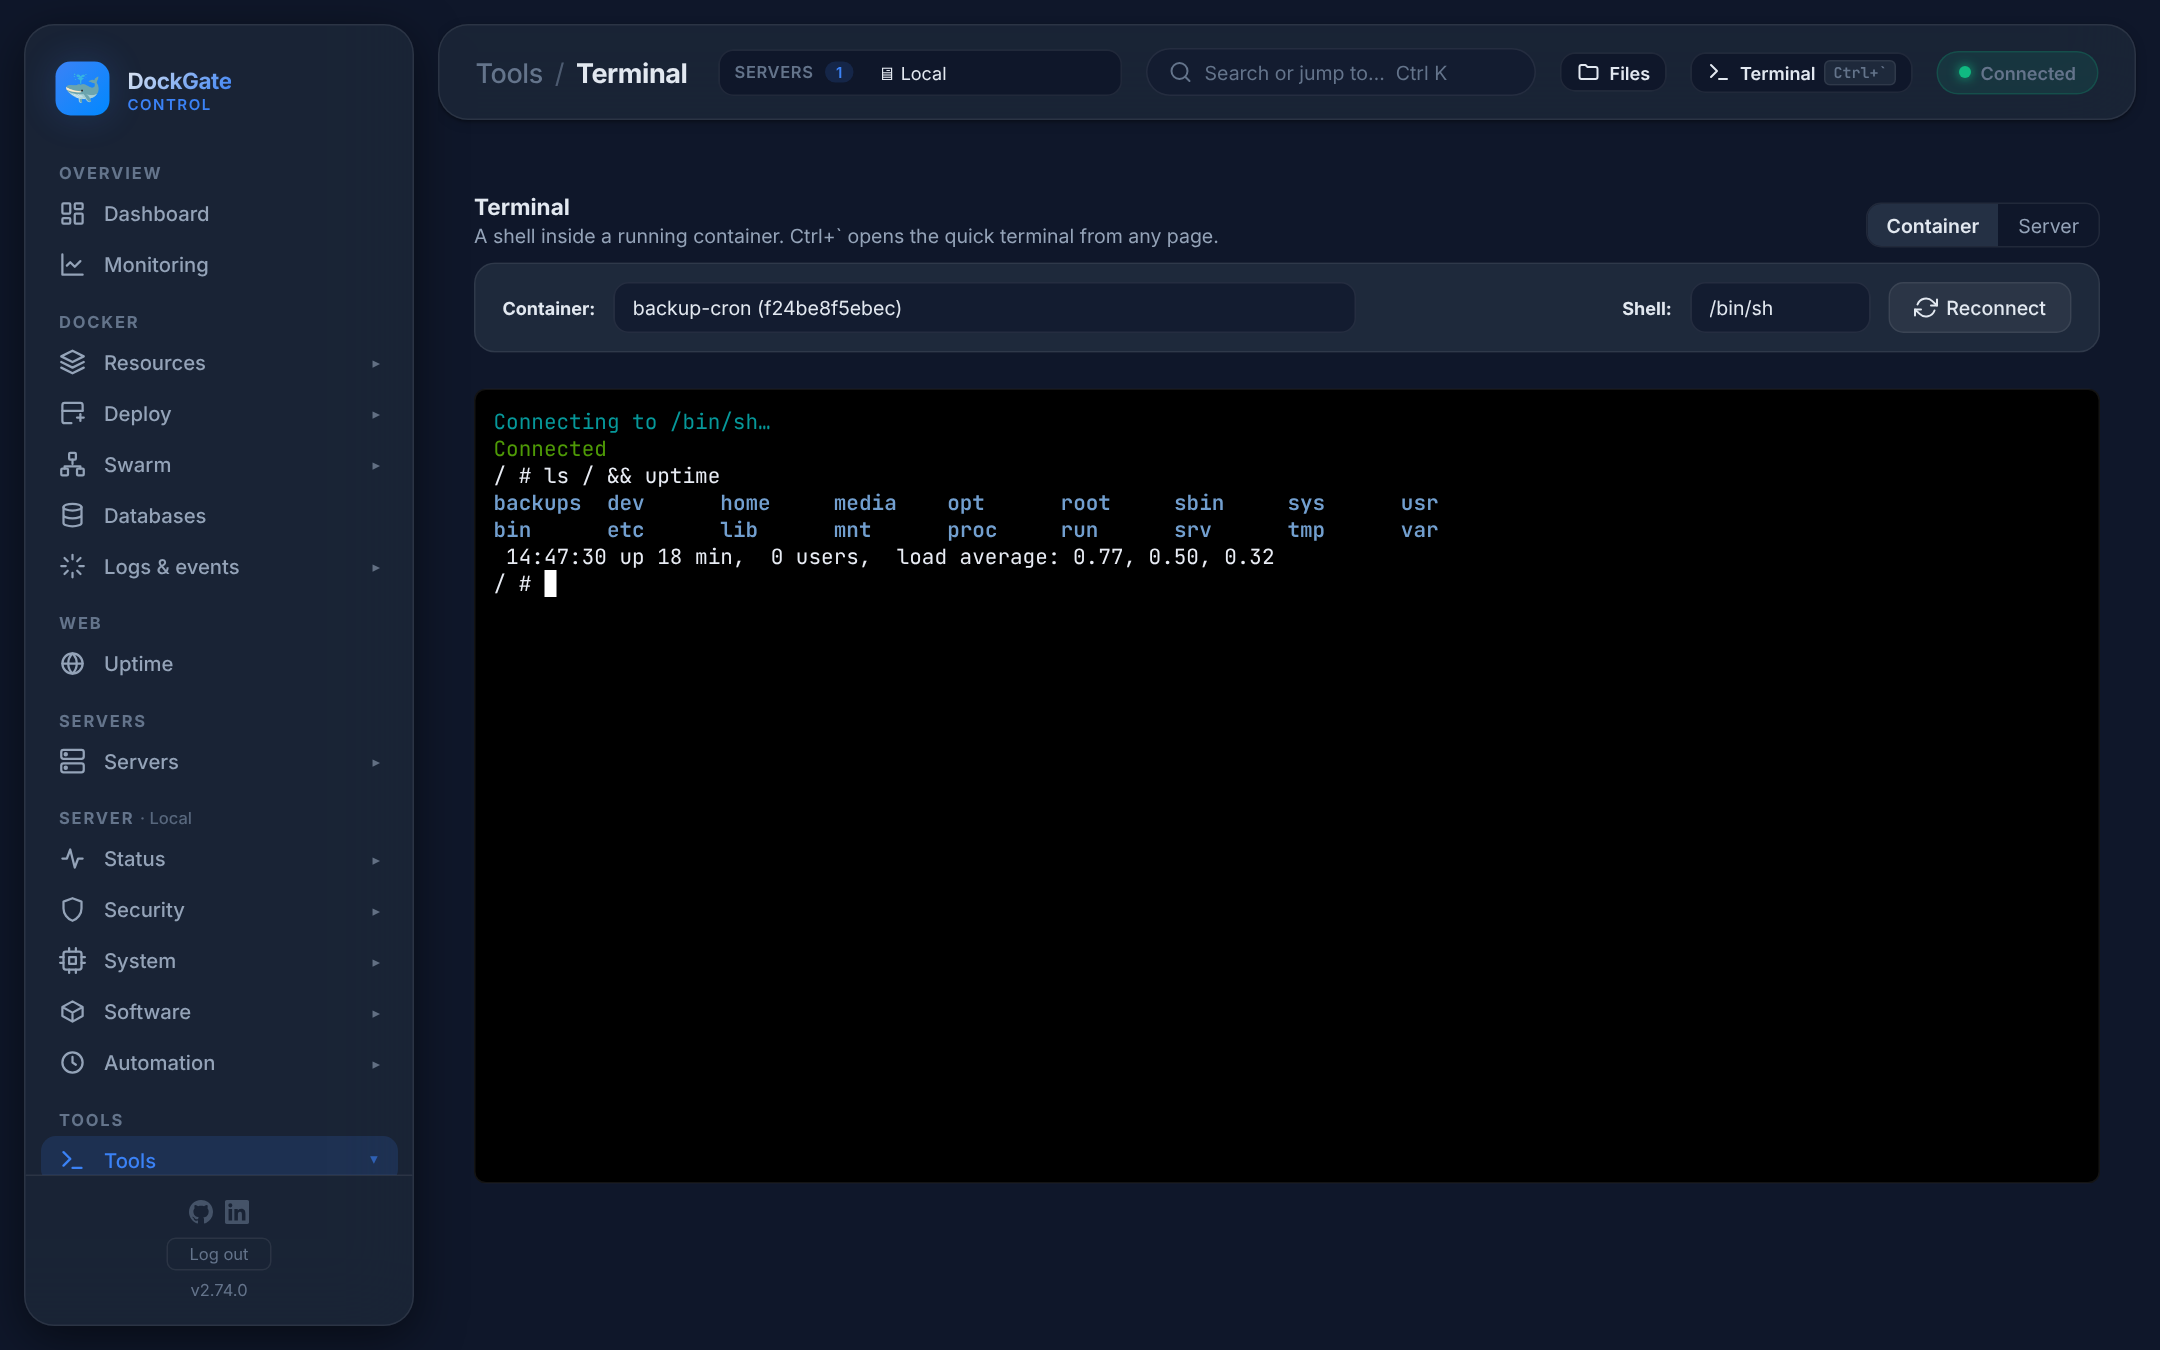 DockGate
CONTROL
OVERVIEW
Dashboard
Monitoring
DOCKER
Resources
Deploy
Swarm
Databases
Logs & events
WEB
Uptime
SERVERS
Servers
SERVER · Local
Status
Security
System
Software
Automation
TOOLS
Tools
Log out
v2.74.0
Tools / Terminal
SERVERS 1 Local
Search or jump to... Ctrl K
Files
Terminal Ctrl+`
Connected
Terminal
A shell inside a running container. Ctrl+` opens the quick terminal from any page.
Container Server
Container: backup-cron (f24be8f5ebec) Shell: /bin/sh Reconnect
Connecting to /bin/sh…
Connected
/ # ls / && uptime
backups dev home media opt root sbin sys usr
bin etc lib mnt proc run srv tmp var
14:47:30 up 18 min, 0 users, load average: 0.77, 0.50, 0.32
/ #